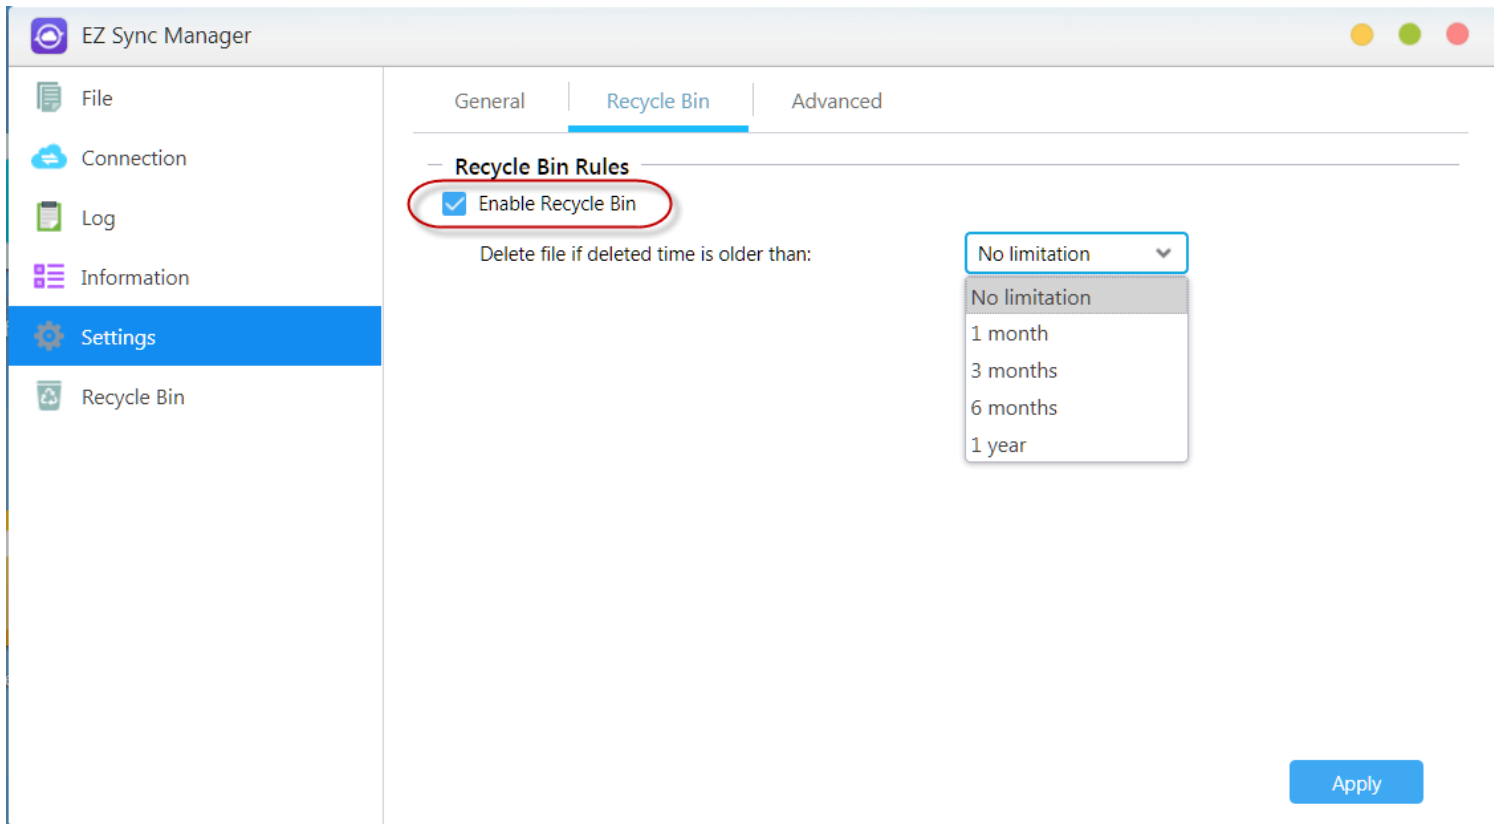 EZ Sync Manager
File
Connection
Log
Information
Settings
Recycle Bin
General
Recycle Bin
Advanced
Recycle Bin Rules
Enable Recycle Bin
Delete file if deleted time is older than:
No limitation
No limitation
1 month
3 months
6 months
1 year
Apply